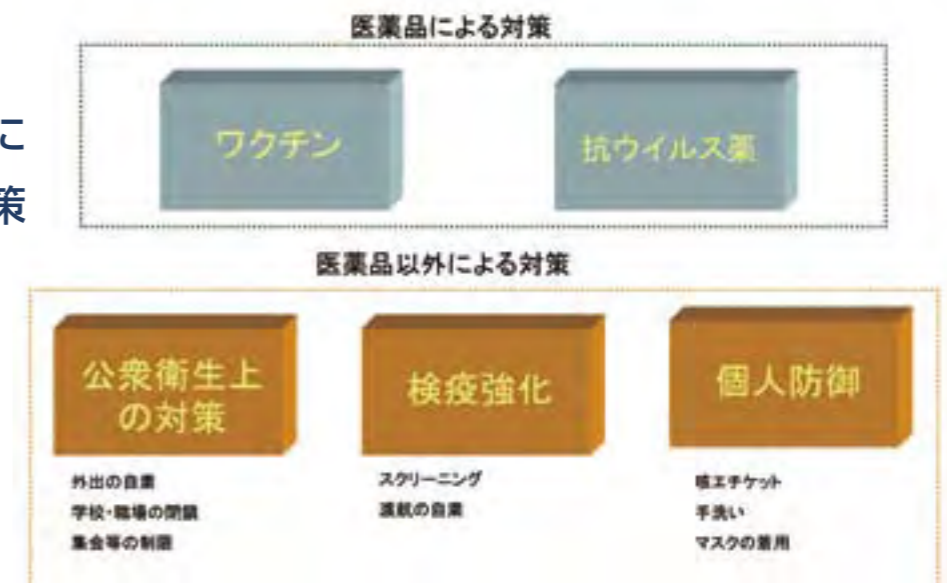 医薬品による対策
に
策
ワクチン
抗ウイルス薬
医薬品以外による対策
公衆衛生上
の対策
検疫強化
個人防御
外出の自粛
学校・職場の閉鎖
集会等の制限
スクリーニング
運航の自粛
咳エチケット
手洗い
マスクの着用